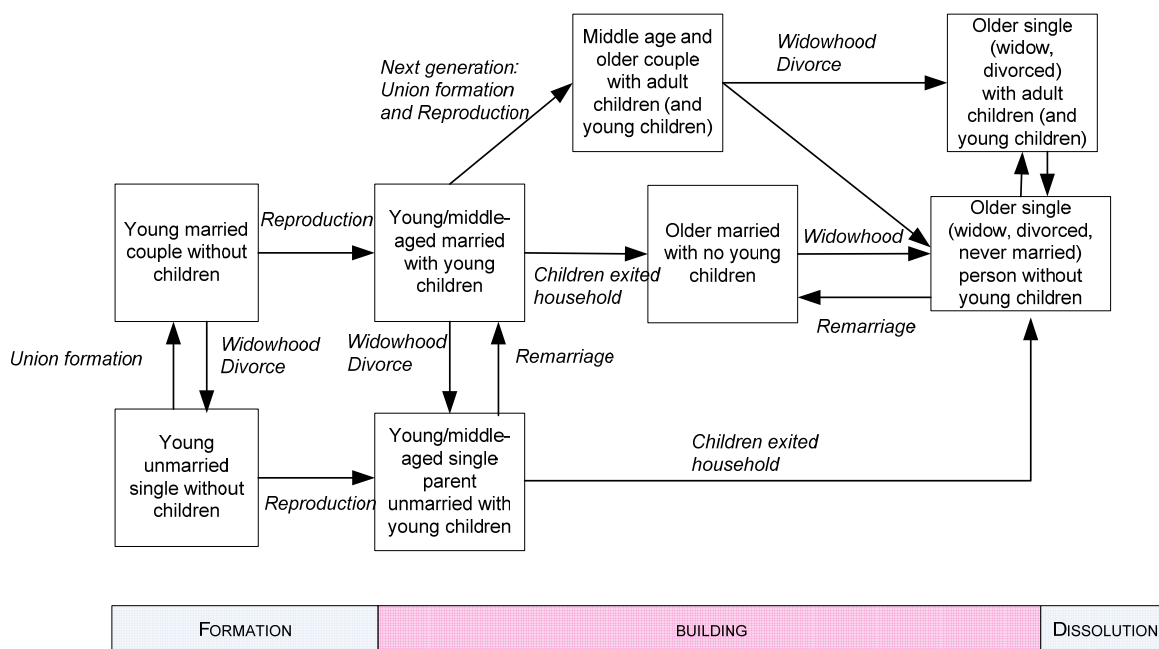 Next generation:
Union formation
and Reproduction
Middle age and
older couple
with adult
children (and
young children)
Widowhood
Divorce
Older single
(widow,
divorced)
with adult
children (and
young children)
Young married
couple without
children
Reproduction
Young/middle-
aged married
with young
children
Children exited
household
Older married
with no young
children
Widowhood
Older single
(widow, divorced,
never married)
person without
young children
Remarriage
Union formation
Widowhood
Divorce
Widowhood
Divorce
Remarriage
Young
unmarried
single without
children
Reproduction
Young/middle-
aged single
parent
unmarried with
young children
Children exited
household
FORMATION
BUILDING
DISSOLUTION